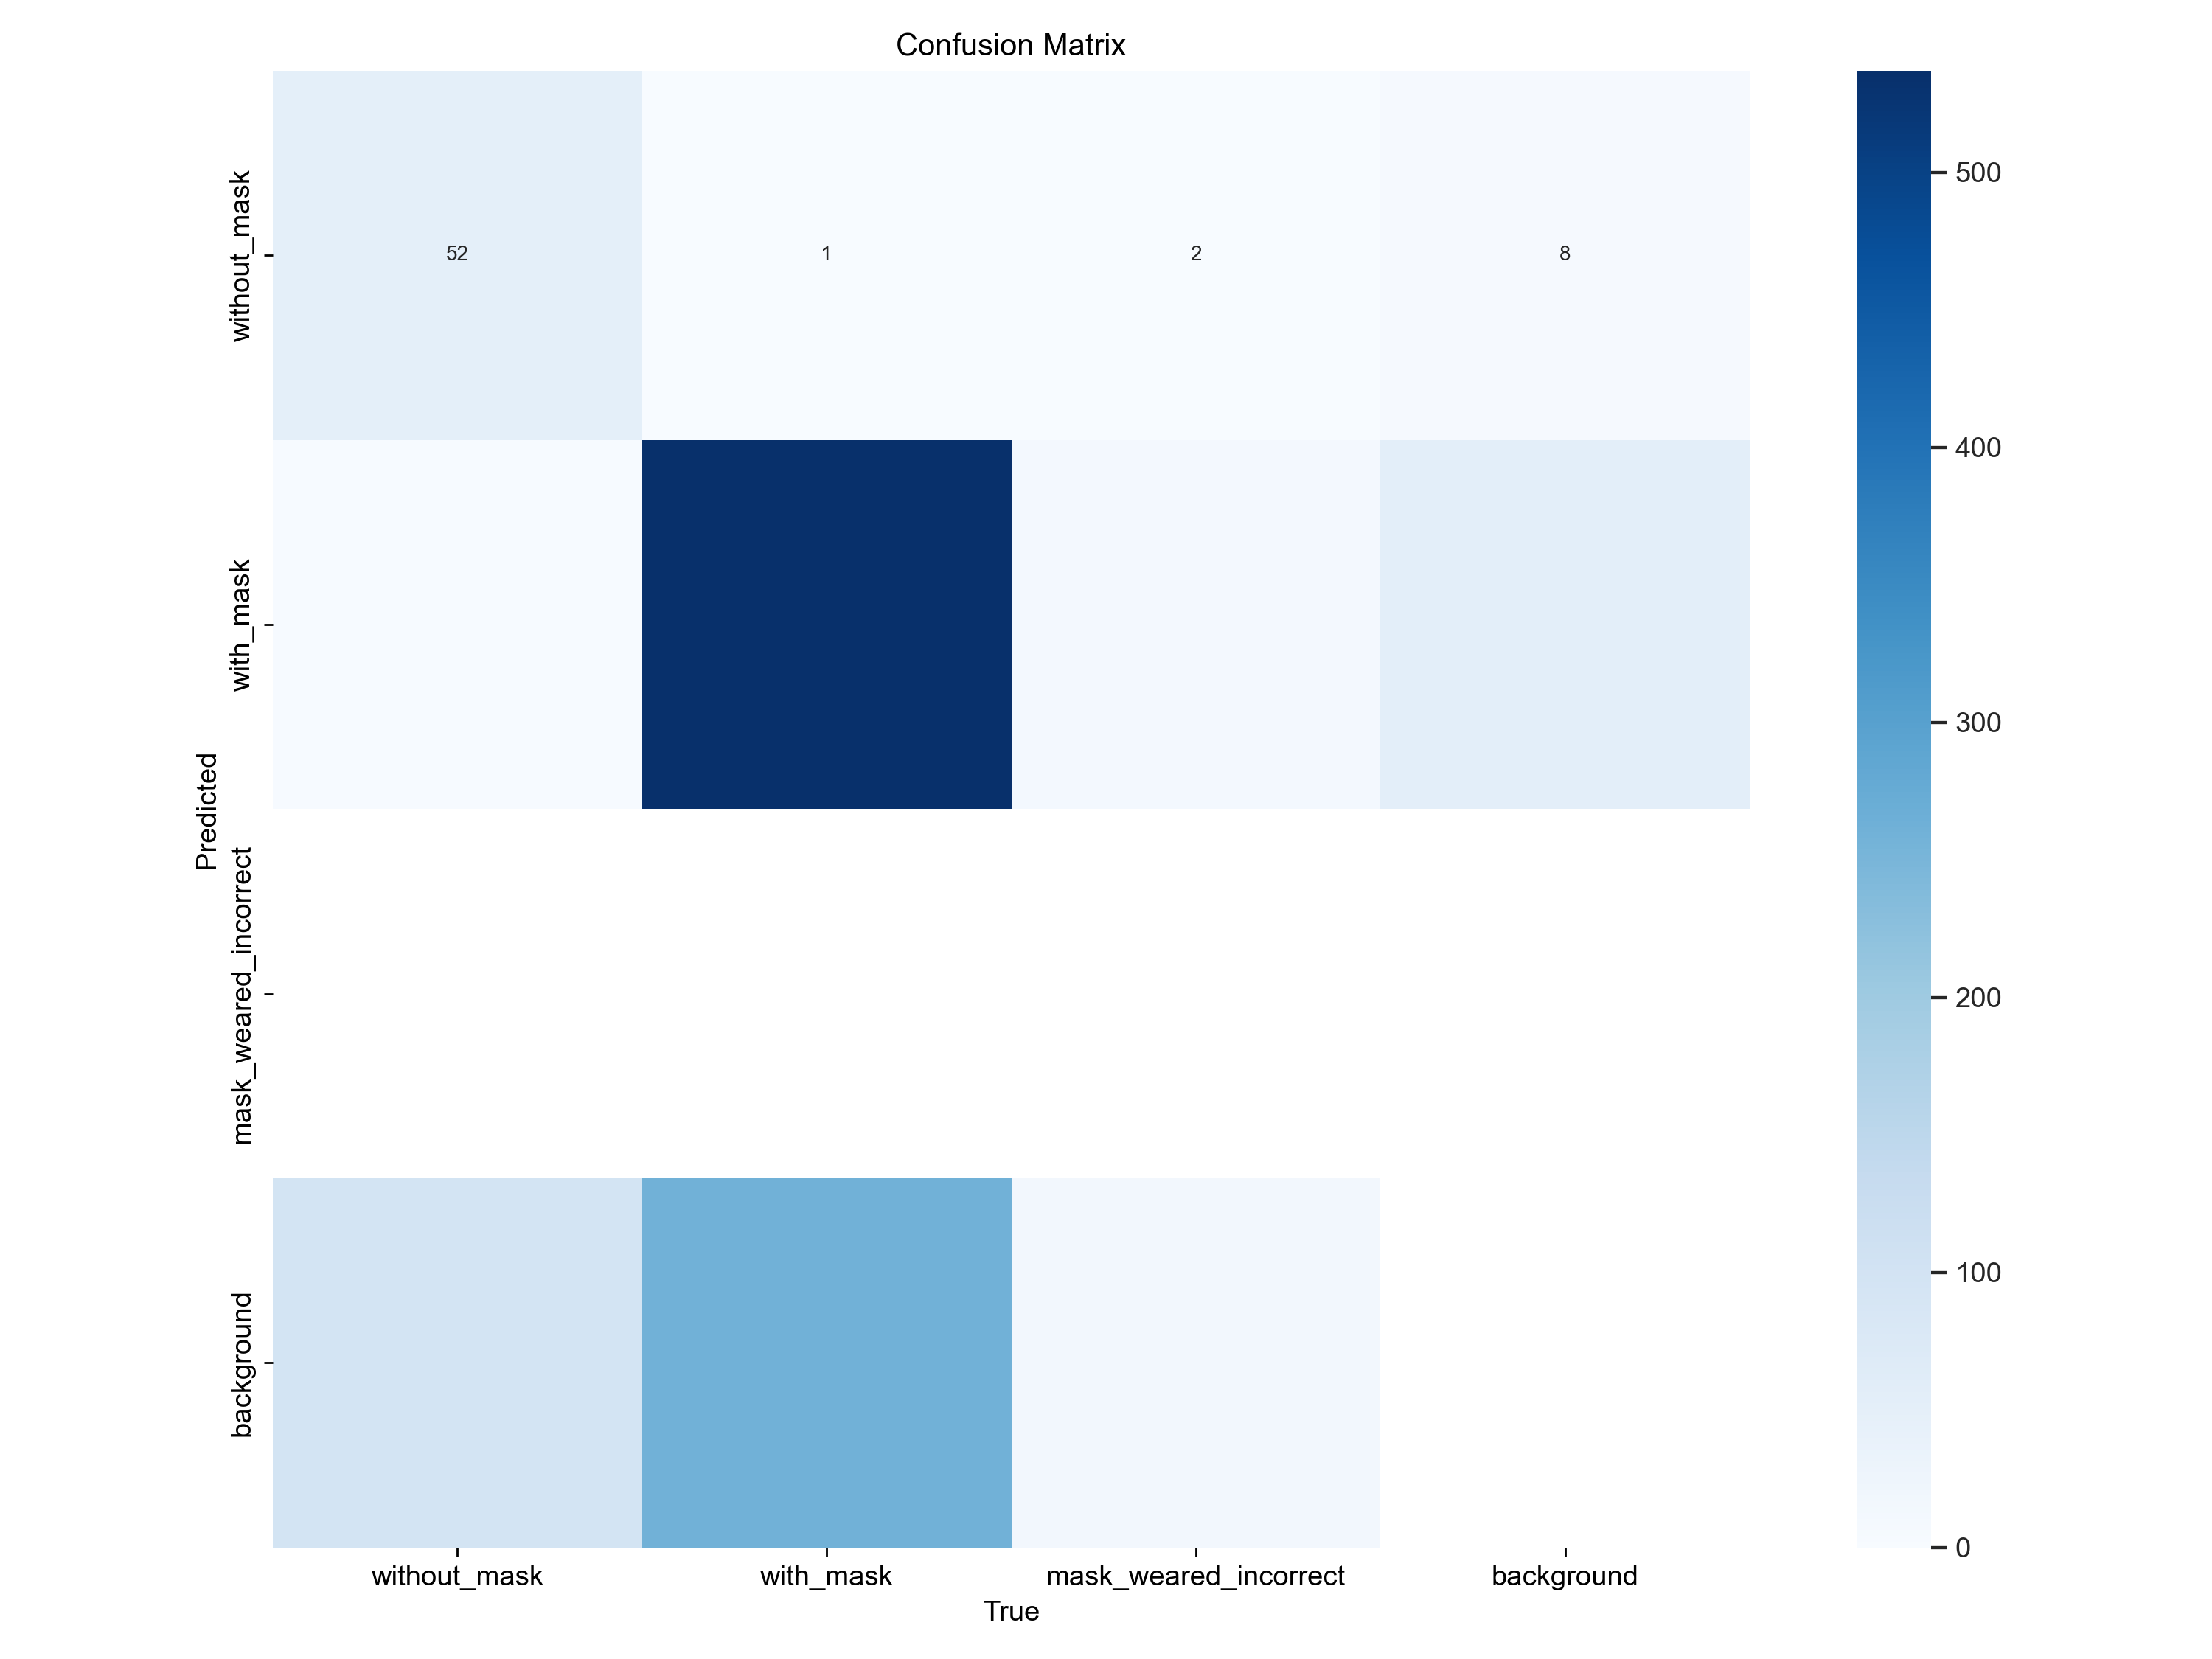 Confusion Matrix
without_mask
52
1
2
8
with_mask
mask_weared_incorrect
background
Predicted
without_mask
with_mask
mask_weared_incorrect
background
True
500
400
300
200
100
0